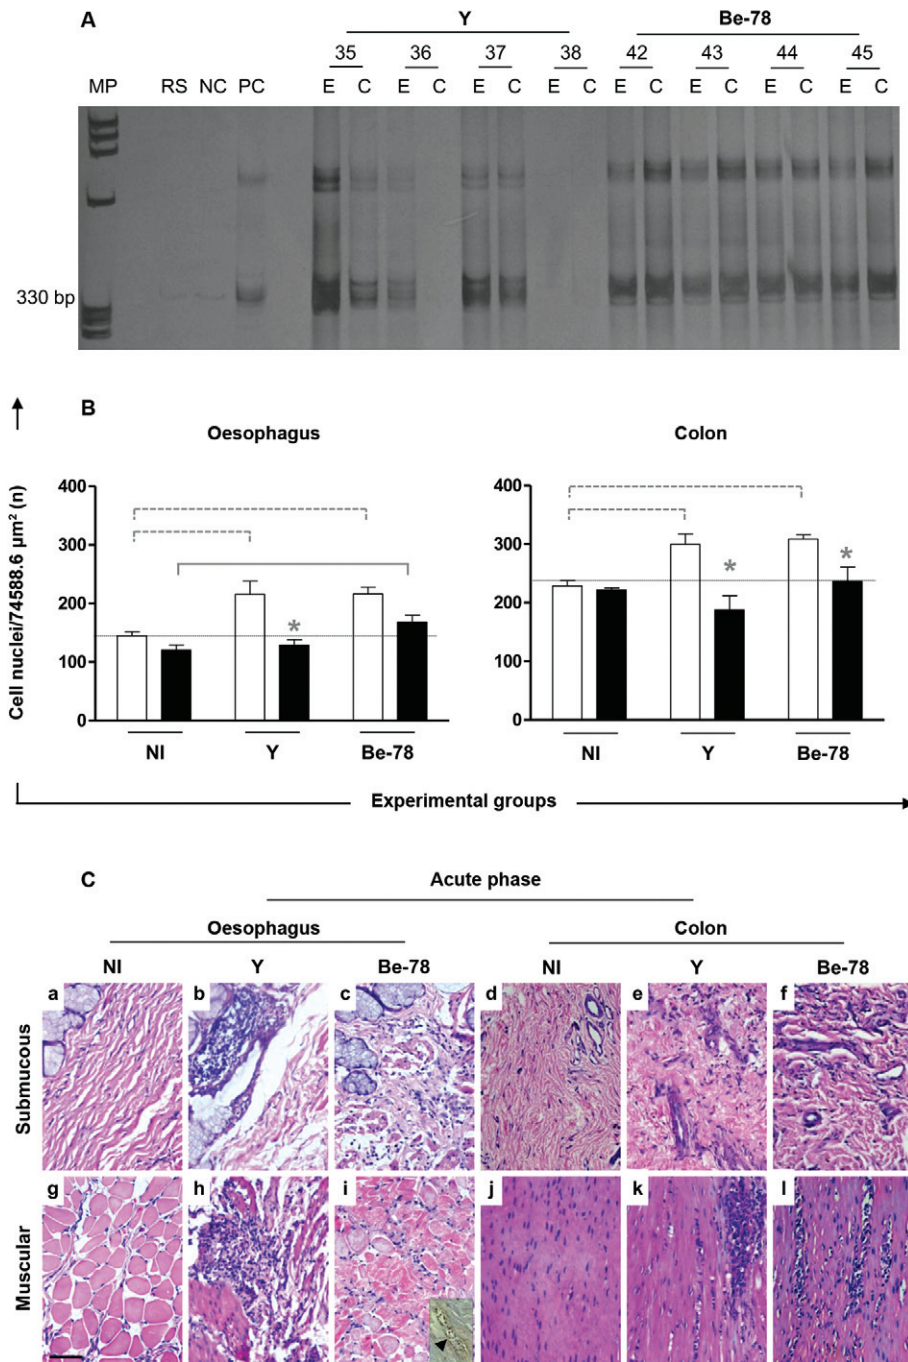 A
Y Be-78
35 36 37 38 42 43 44 45
MP RS NC PC E C E C E C E C E C E C E C E C
330 bp
B
Oesophagus Colon
Cell nuclei/74588.6 µm² (n)
400 400
300 300
200 200
100 100
0 0
* * *
NI Y Be-78 NI Y Be-78
Experimental groups
C
Acute phase
Oesophagus Colon
NI Y Be-78 NI Y Be-78
Submucous
a b c d e f
Muscular
g h i j k l